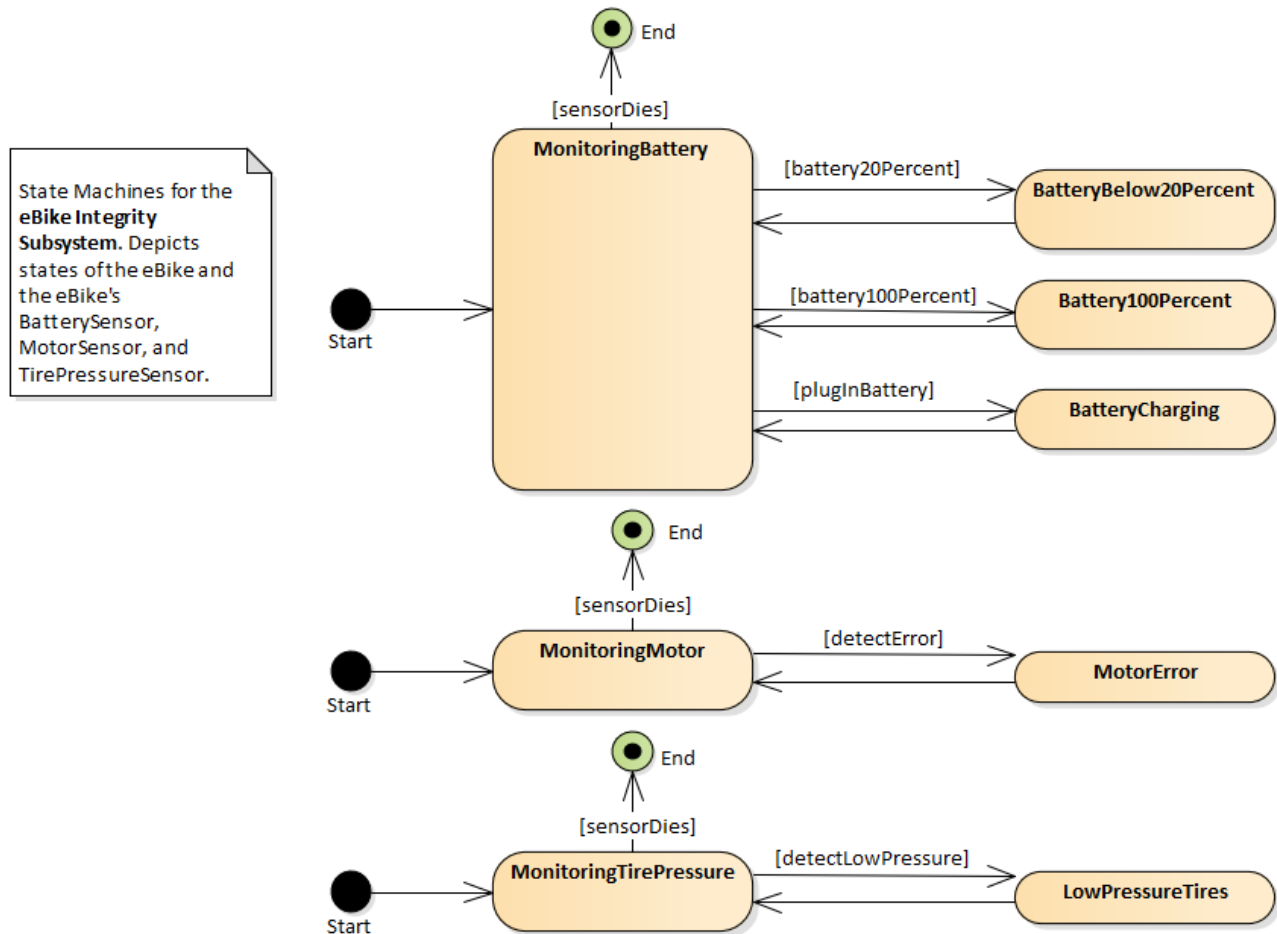 End
[sensorDies]
MonitoringBattery
[battery20Percent]
BatteryBelow20Percent
State Machines for the
eBike Integrity
Subsystem. Depicts
states of the eBike and
the eBike's
BatterySensor,
MotorSensor, and
TirePressureSensor.
[battery100Percent]
Battery100Percent
Start
[plugInBattery]
BatteryCharging
End
[sensorDies]
MonitoringMotor
[detectError]
MotorError
Start
End
[sensorDies]
MonitoringTirePressure
[detectLowPressure]
LowPressureTires
Start